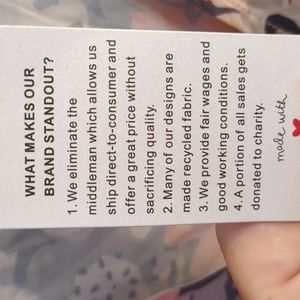 WHAT MAKES OUR
BRAND STANDOUT?
1. We eliminate the
middleman which allows us
ship direct-to-consumer and
offer a great price without
sacrificing quality.
2. Many of our designs are
made recycled fabric.
3. We provide fair wages and
good working conditions.
4. A portion of all sales gets
donated to charity.
made with